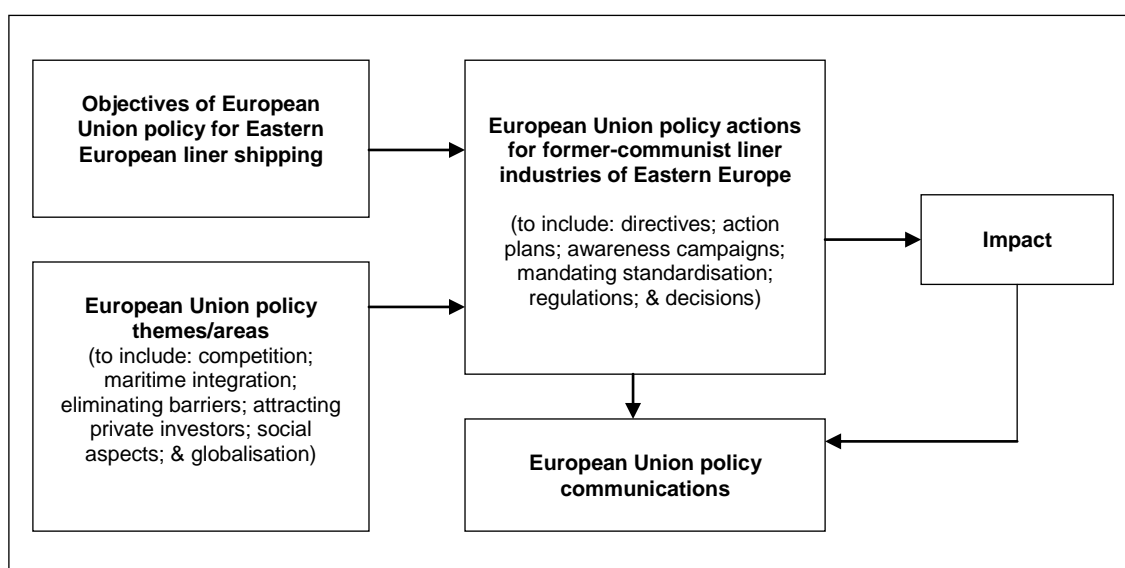 Objectives of European
Union policy for Eastern
European liner shipping
European Union policy
themes/areas
(to include: competition;
maritime integration;
eliminating barriers; attracting
private investors; social
aspects; & globalisation)
European Union policy actions
for former-communist liner
industries of Eastern Europe
(to include: directives; action
plans; awareness campaigns;
mandating standardisation;
regulations; & decisions)
Impact
European Union policy
communications